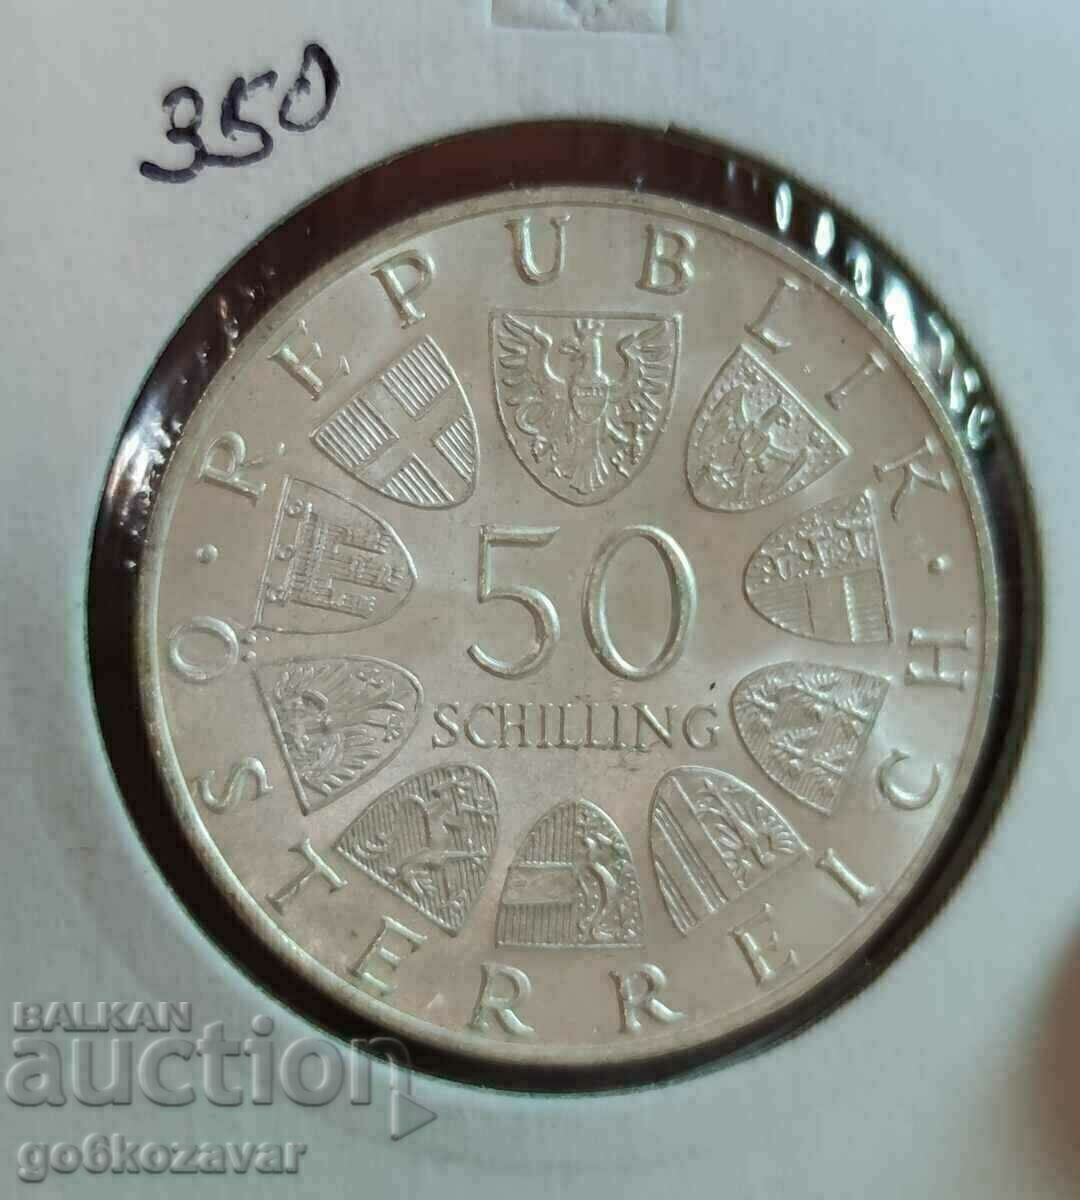 350
REPUBLIK
ÖSTERREICH
50
SCHILLING
BALKAN
auction
go6kozavar